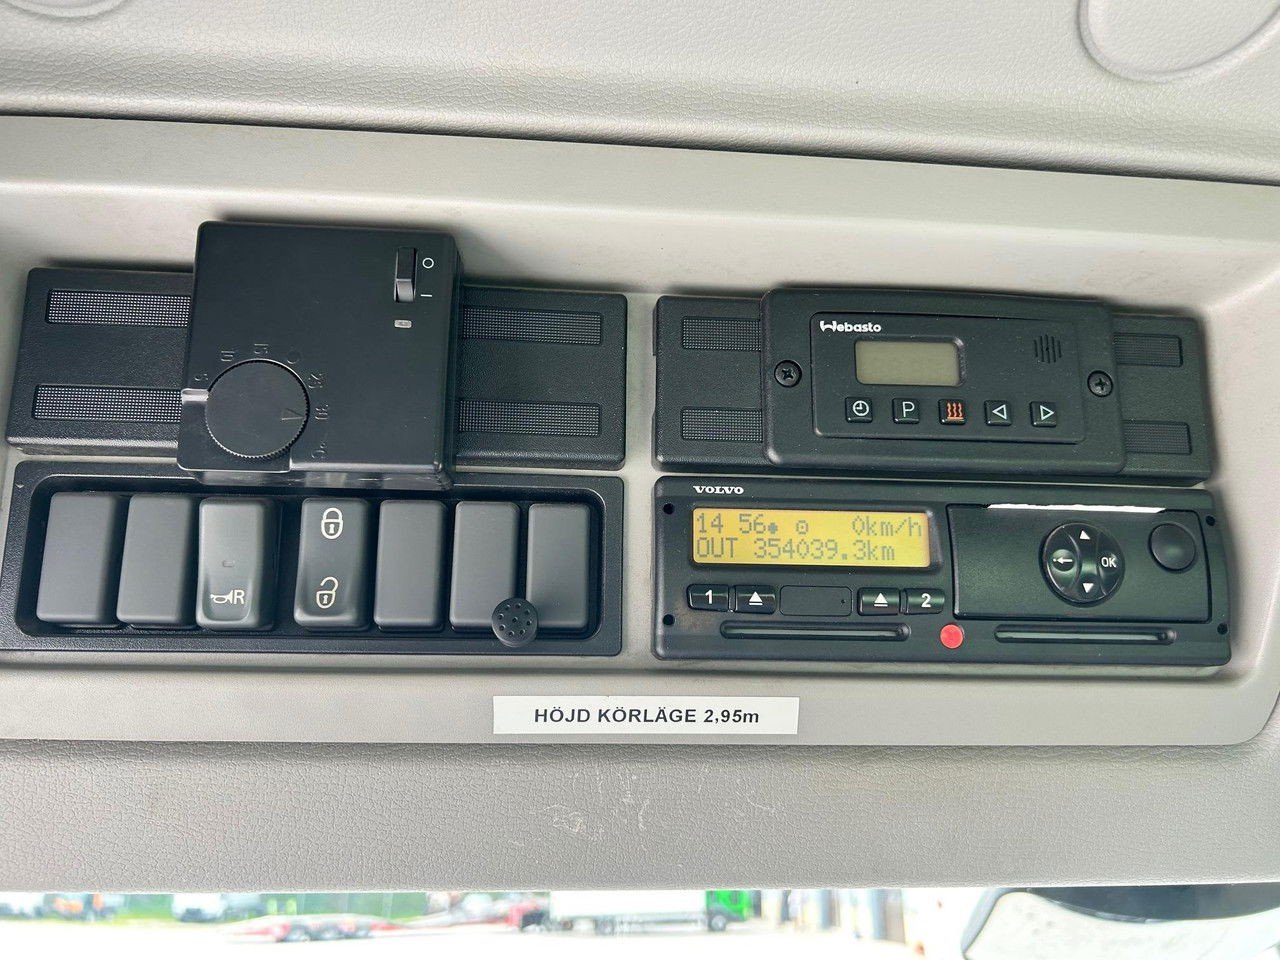 Webasto
P
VOLVO
14 56 0km/h
OUT 354039.3km
OK
1
2
R
HÖJD KÖRLÄGE 2,95m